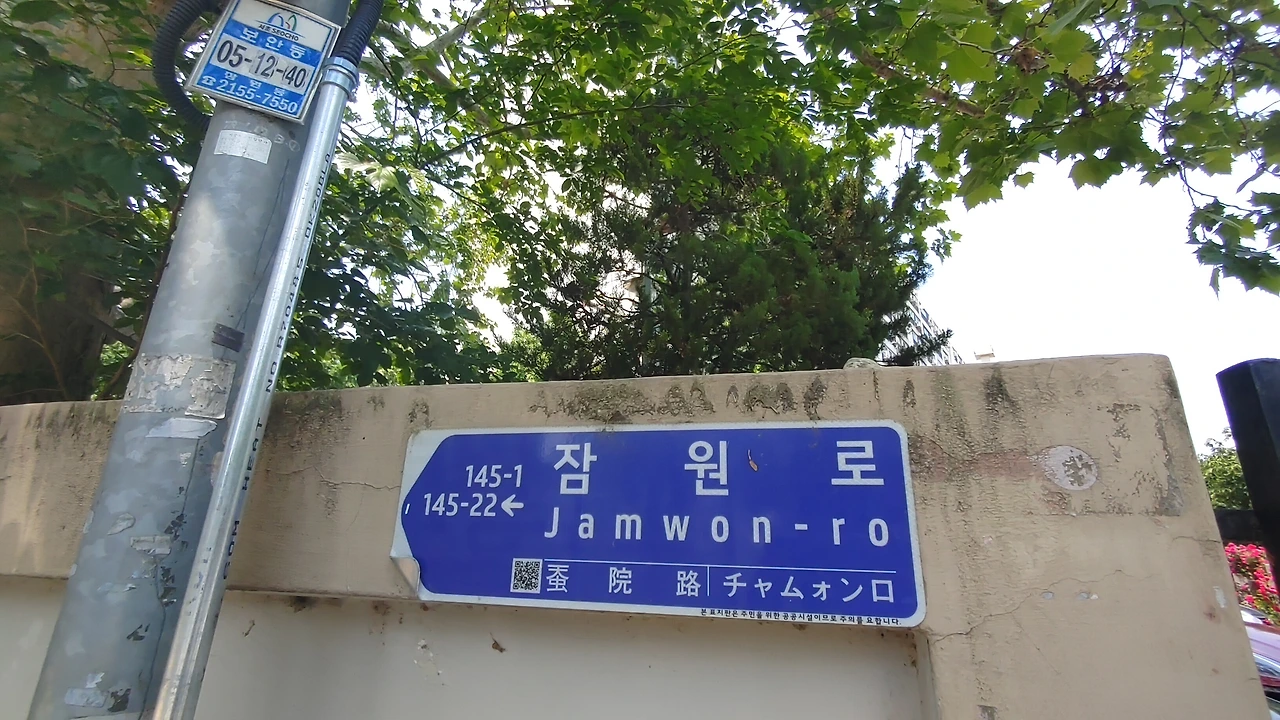 보안등
05-12-40
☎2155-7550
잠 원 로
145-1
145-22←
Jamwon-ro
蚕 院 路 チャムォンロ
본 표지판은 주민을 위한 공공시설이므로 주의를 요합니다.